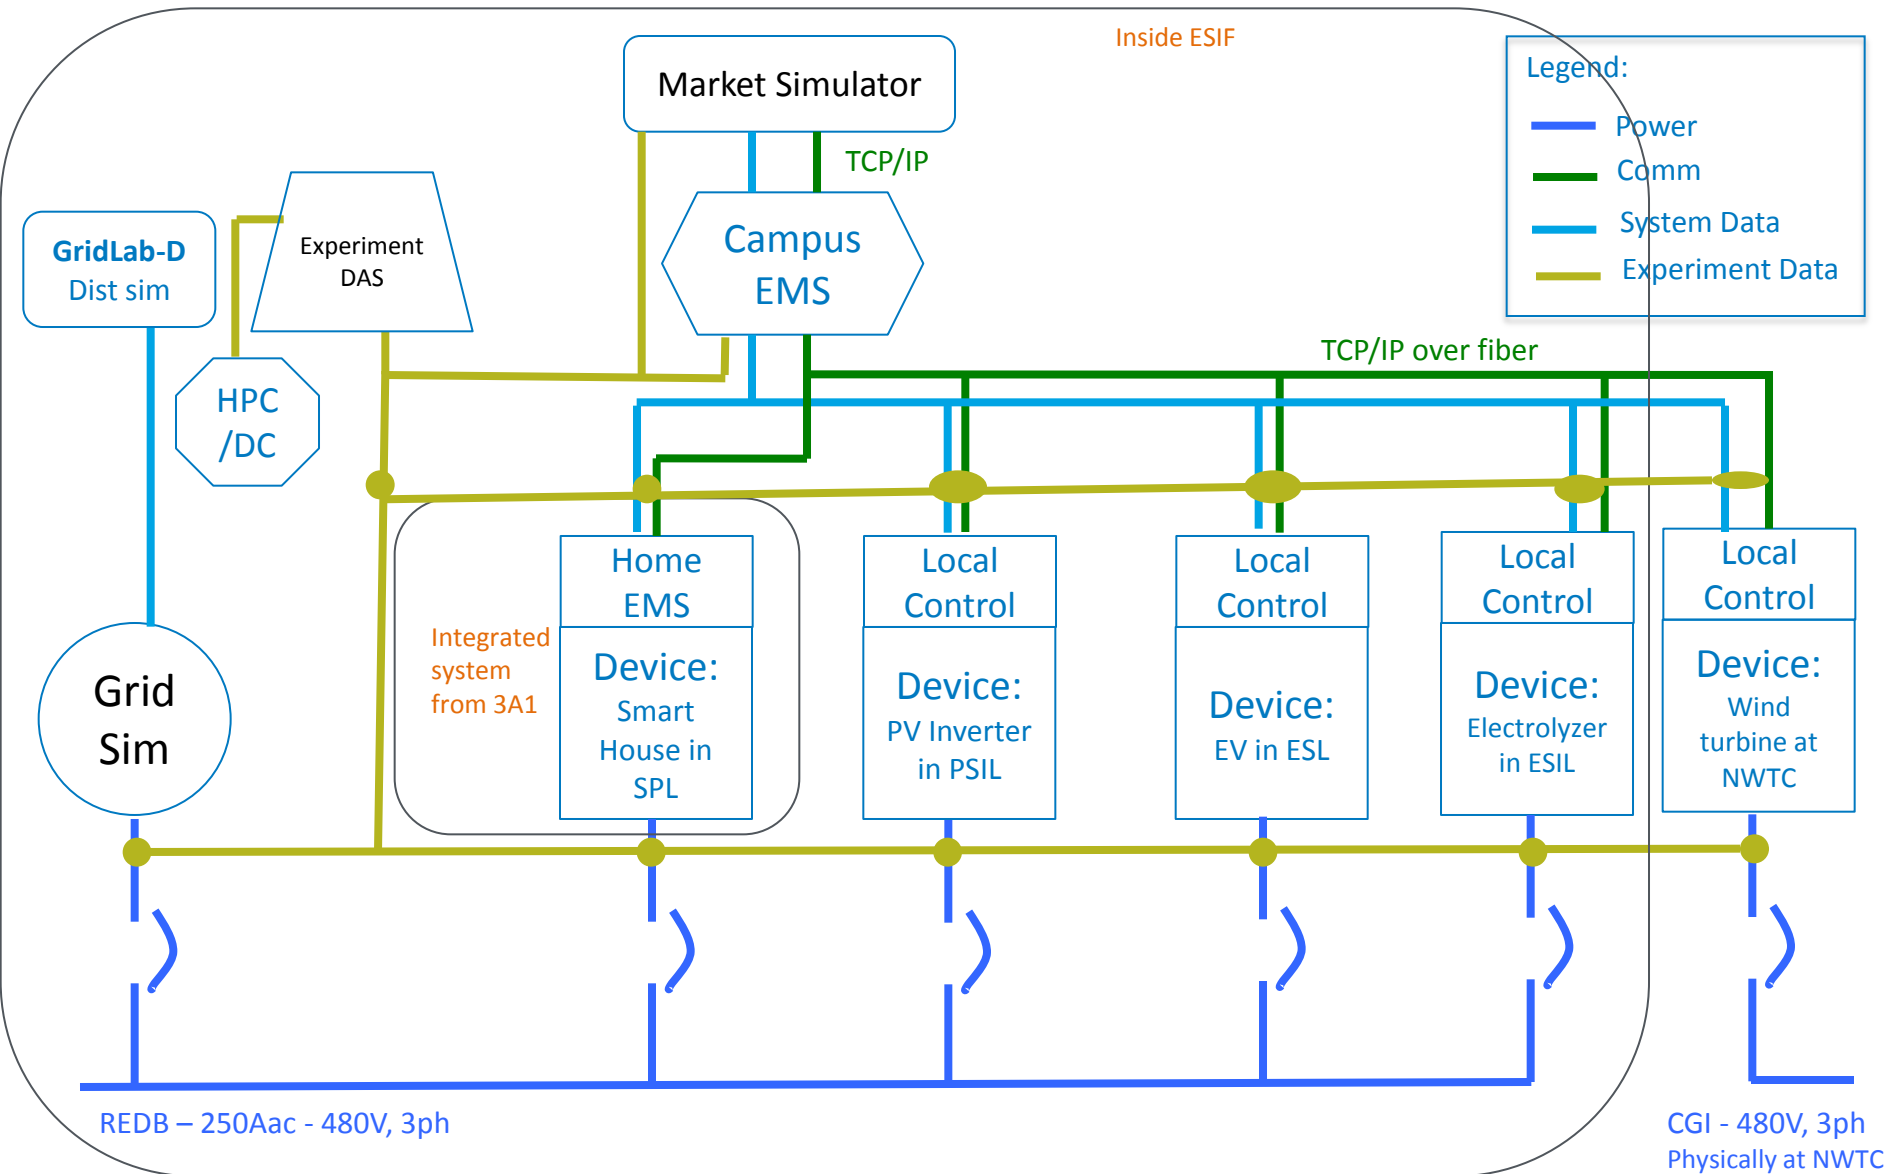 Inside ESIF
Market Simulator
Legend:
Power
Comm
System Data
Experiment Data
TCP/IP
GridLab-D
Dist sim
Experiment
DAS
Campus
EMS
HPC
/DC
TCP/IP over fiber
Home
EMS
Local
Control
Local
Control
Local
Control
Local
Control
Integrated
system
from 3A1
Device:
Smart
House in
SPL
Device:
PV Inverter
in PSIL
Device:
EV in ESL
Device:
Electrolyzer
in ESIL
Device:
Wind
turbine at
NWTC
Grid
Sim
REDB – 250Aac - 480V, 3ph
CGI - 480V, 3ph
Physically at NWTC